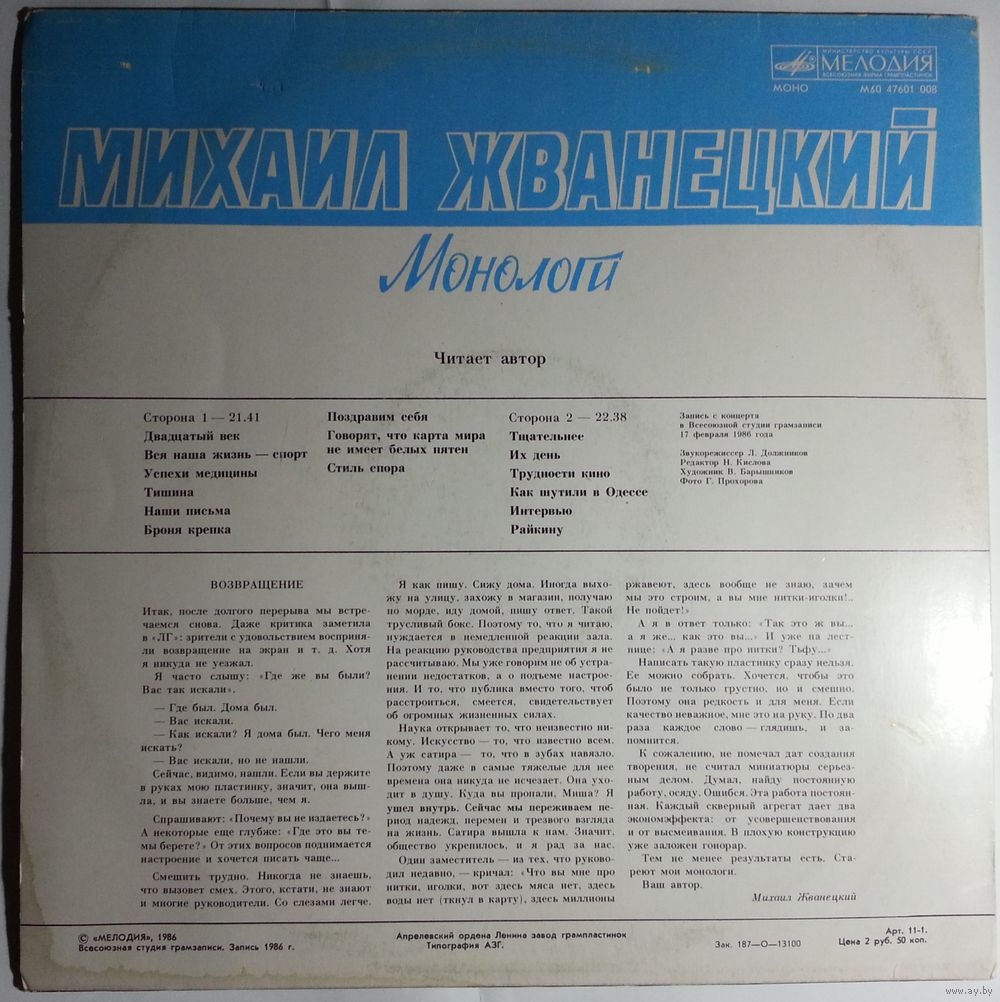 МИНИСТЕРСТВО КУЛЬТУРЫ СССР
МЕЛОДИЯ
ВСЕСОЮЗНАЯ ФИРМА ГРАМПЛАСТИНОК
МОНО М60 47601 008
МИХАИЛ ЖВАНЕЦКИЙ
Монологи
Читает автор
Сторона 1 — 21.41
Двадцатый век
Вся наша жизнь — спорт
Успехи медицины
Тишина
Наши письма
Броня крепка
Поздравим себя
Говорят, что карта мира
не имеет белых пятен
Стиль спора
Сторона 2 — 22.38
Тщательнее
Их день
Трудности кино
Как шутили в Одессе
Интервью
Райкину
Запись с концерта
в Всесоюзной студии грамзаписи
17 февраля 1986 года
Звукорежиссер Л. Должников
Редактор Н. Кислова
Художник В. Барышников
Фото Г. Прохорова
ВОЗВРАЩЕНИЕ
Итак, после долгого перерыва мы встре-
чаемся снова. Даже критика заметила
в «ЛГ»: зрители с удовольствием восприня-
ли возвращение на экран и т. д. Хотя
я никуда не уезжал.
Я часто слышу: «Где же вы были?
Вас так искали».
— Где был. Дома был.
— Вас искали.
— Как искали? Я дома был. Чего меня
искать?
— Вас искали, но не нашли.
Сейчас, видимо, нашли. Если вы держите
в руках мою пластинку, значит, она выш-
ла, и вы знаете больше, чем я.
Спрашивают: «Почему вы не издаетесь?»
А некоторые еще глубже: «Где это вы те-
мы берете?» От этих вопросов поднимается
настроение и хочется писать чаще...
Смешить трудно. Никогда не знаешь,
что вызовет смех. Этого, кстати, не знают
и многие руководители. Со слезами легче.
Я как пишу. Сижу дома. Иногда выхо-
жу на улицу, захожу в магазин, получаю
по морде, иду домой, пишу ответ. Такой
трусливый бокс. Поэтому то, что я читаю,
нуждается в немедленной реакции зала.
На реакцию руководства предприятия я не
рассчитываю. Мы уже говорим не об устра-
нении недостатков, а о подъеме настрое-
ния. И то, что публика вместо того, чтоб
расстроиться, смеется, свидетельствует
об огромных жизненных силах.
Наука открывает то, что неизвестно ни-
кому. Искусство — то, что известно всем.
А уж сатира — то, что в зубах навязло.
Поэтому даже в самые тяжелые для нее
времена она никуда не исчезает. Она ухо-
дит в душу. Куда вы пропали, Миша? Я
ушел внутрь. Сейчас мы переживаем пе-
риод надежд, перемен и трезвого взгляда
на жизнь. Сатира вышла к нам. Значит,
общество укрепилось, и я рад за нас.
Один заместитель — из тех, что руково-
дил недавно, — кричал: «Что вы мне про
нитки, иголки, вот здесь мяса нет, здесь
воды нет (ткнул в карту), здесь миллионы
ржавеют, здесь вообще не знаю, зачем
мы это строим, а вы мне нитки-иголки!..
Не пойдет!»
А я в ответ только: «Так это ж вы...
а я же... как это вы...» И уже на лест-
нице: «А я разве про нитки? Тьфу...»
Написать такую пластинку сразу нельзя.
Ее можно собрать. Хочется, чтобы это
было не только грустно, но и смешно.
Поэтому она редкость и для меня. Если
качество неважное, мне это на руку. По два
раза каждое слово — глядишь, и за-
помнится.
К сожалению, не помечал дат создания
творения, не считал миниатюры серьез-
ным делом. Думал, найду постоянную
работу, осяду. Ошибся. Эта работа постоян-
ная. Каждый скверный агрегат дает два
экономэффекта: от усовершенствования
и от высмеивания. В плохую конструкцию
уже заложен гонорар.
Тем не менее результаты есть. Ста-
реют мои монологи.
Ваш автор.
Михаил Жванецкий
© «МЕЛОДИЯ», 1986
Всесоюзная студия грамзаписи. Запись 1986 г.
Апрелевский ордена Ленина завод грампластинок
Типография АЗГ.
Зак. 187—О—13100
Арт. 11-1.
Цена 2 руб. 50 коп.
www.ay.by